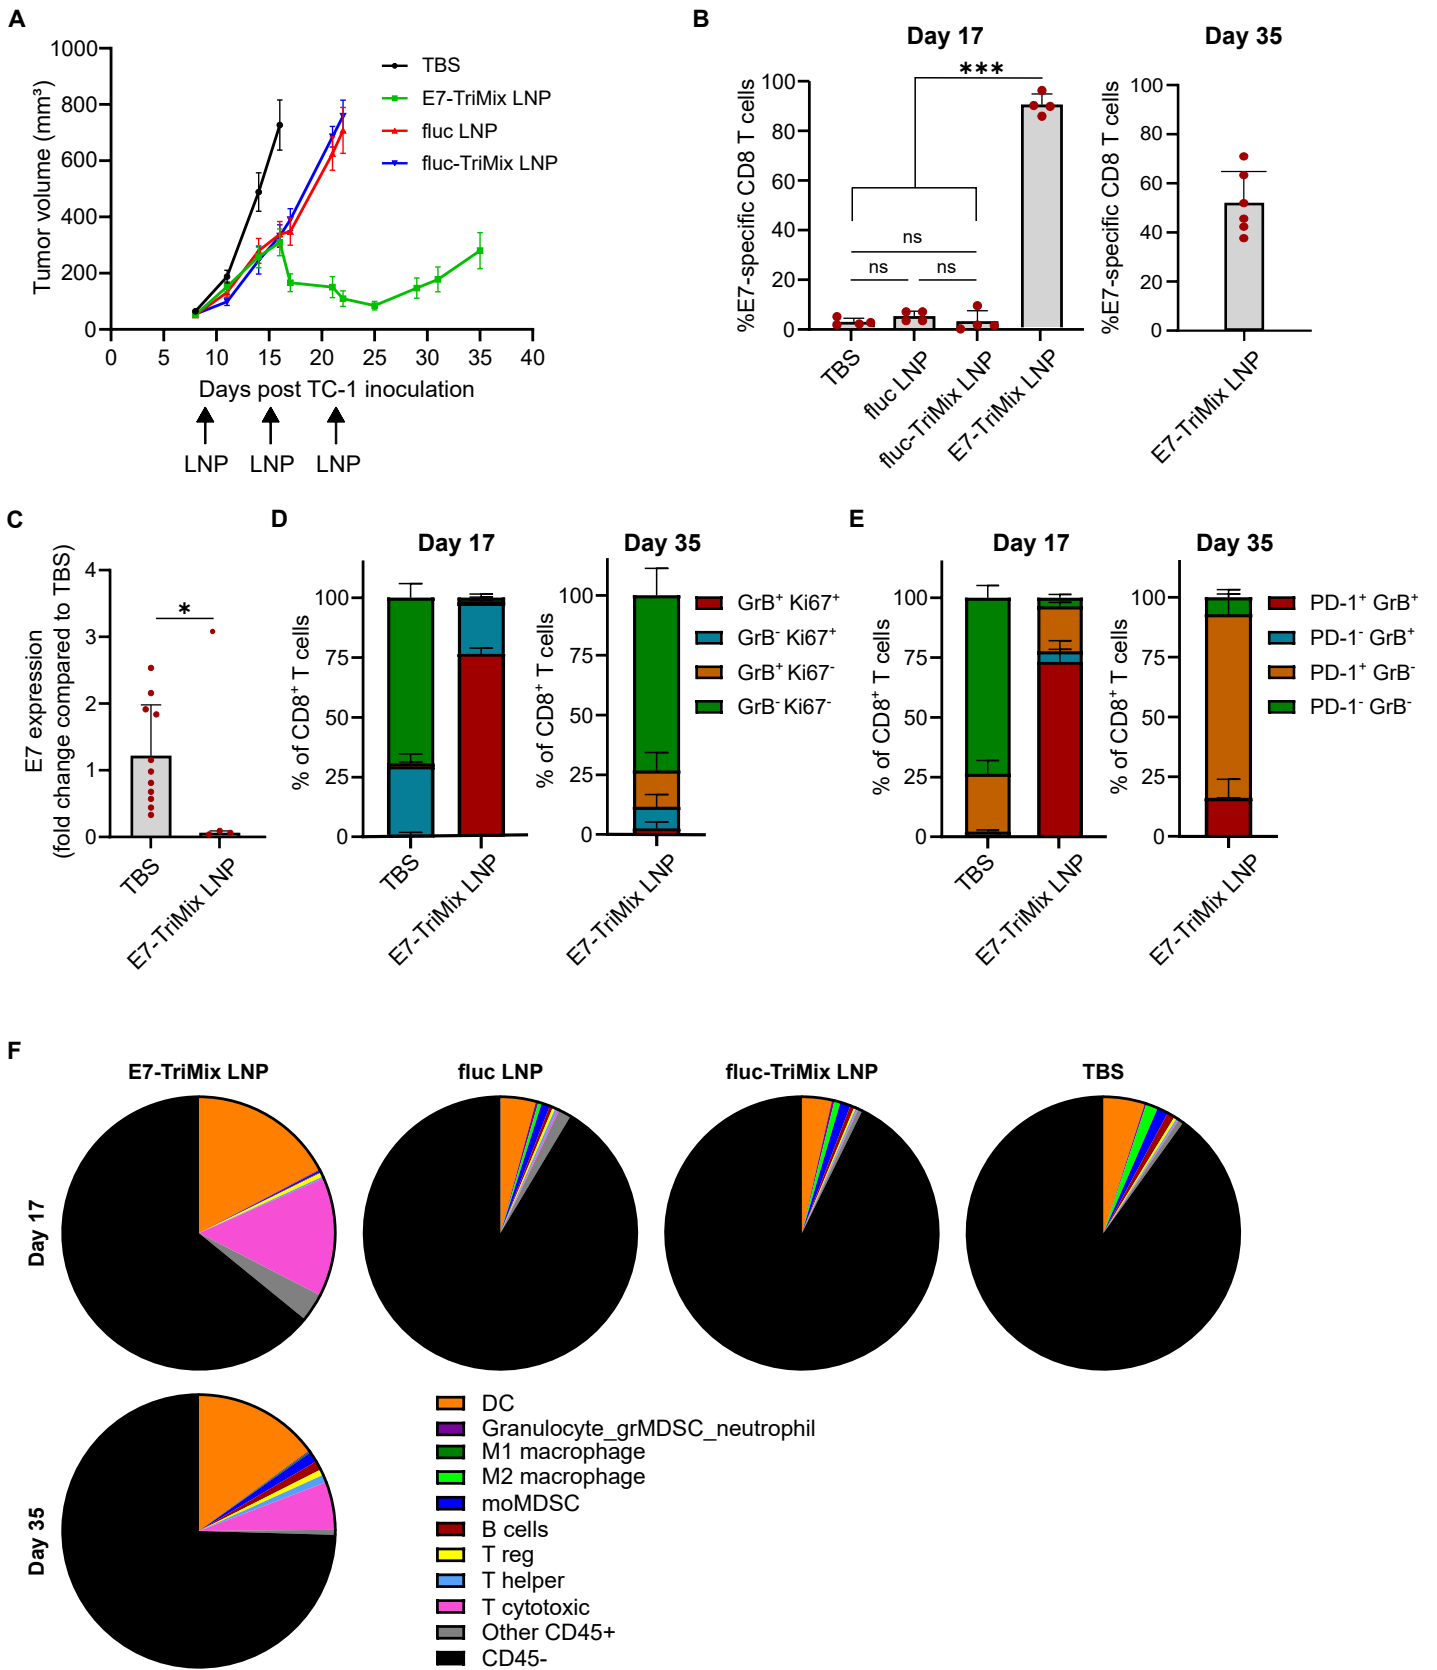 A
1000
800
600
400
200
0
Tumor volume (mm³)
TBS
E7-TriMix LNP
fluc LNP
fluc-TriMix LNP
0 5 10 15 20 25 30 35 40
Days post TC-1 inoculation
LNP LNP LNP
B
Day 17
%E7-specific CD8 T cells
100
80
60
40
20
0
***
ns
ns ns
TBS
fluc LNP
fluc-TriMix LNP
E7-TriMix LNP
Day 35
%E7-specific CD8 T cells
100
80
60
40
20
0
E7-TriMix LNP
C
E7 expression
(fold change compared to TBS)
4
3
2
1
0
*
TBS
E7-TriMix LNP
D
Day 17
% of CD8⁺ T cells
100
75
50
25
0
TBS
E7-TriMix LNP
Day 35
% of CD8⁺ T cells
100
75
50
25
0
E7-TriMix LNP
GrB⁺ Ki67⁺
GrB⁻ Ki67⁺
GrB⁺ Ki67⁻
GrB⁻ Ki67⁻
E
Day 17
% of CD8⁺ T cells
100
75
50
25
0
TBS
E7-TriMix LNP
Day 35
% of CD8⁺ T cells
100
75
50
25
0
E7-TriMix LNP
PD-1⁺ GrB⁺
PD-1⁻ GrB⁺
PD-1⁺ GrB⁻
PD-1⁻ GrB⁻
F
E7-TriMix LNP
fluc LNP
fluc-TriMix LNP
TBS
Day 17
Day 35
DC
Granulocyte_grMDSC_neutrophil
M1 macrophage
M2 macrophage
moMDSC
B cells
T reg
T helper
T cytotoxic
Other CD45+
CD45-